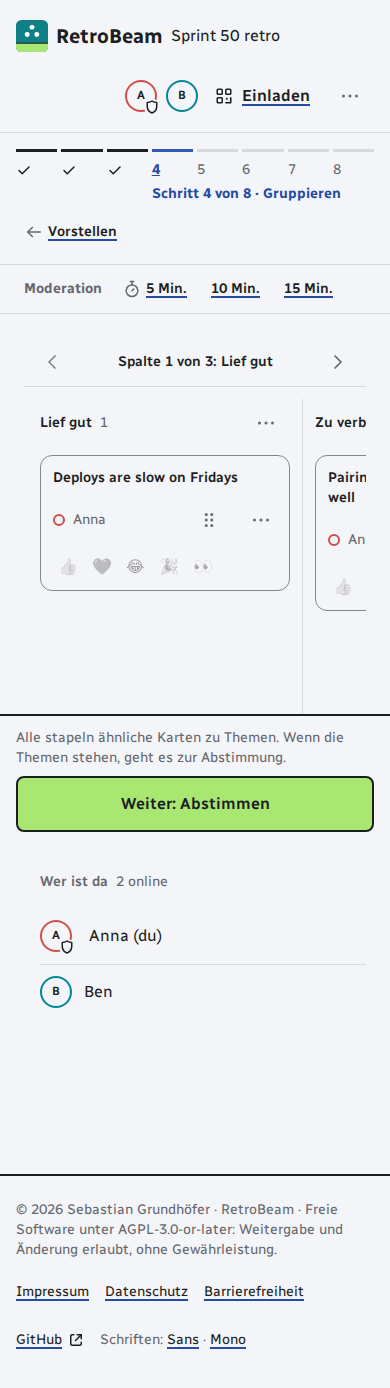 RetroBeam Sprint 50 retro
A B Einladen
4 5 6 7 8
Schritt 4 von 8 · Gruppieren
Vorstellen
Moderation 5 Min. 10 Min. 15 Min.
Spalte 1 von 3: Lief gut
Lief gut 1
Deploys are slow on Fridays
Anna
Zu verb
Pairin
well
An
Alle stapeln ähnliche Karten zu Themen. Wenn die
Themen stehen, geht es zur Abstimmung.
Weiter: Abstimmen
Wer ist da 2 online
A Anna (du)
B Ben
© 2026 Sebastian Grundhöfer · RetroBeam · Freie
Software unter AGPL-3.0-or-later: Weitergabe und
Änderung erlaubt, ohne Gewährleistung.
Impressum Datenschutz Barrierefreiheit
GitHub Schriften: Sans · Mono